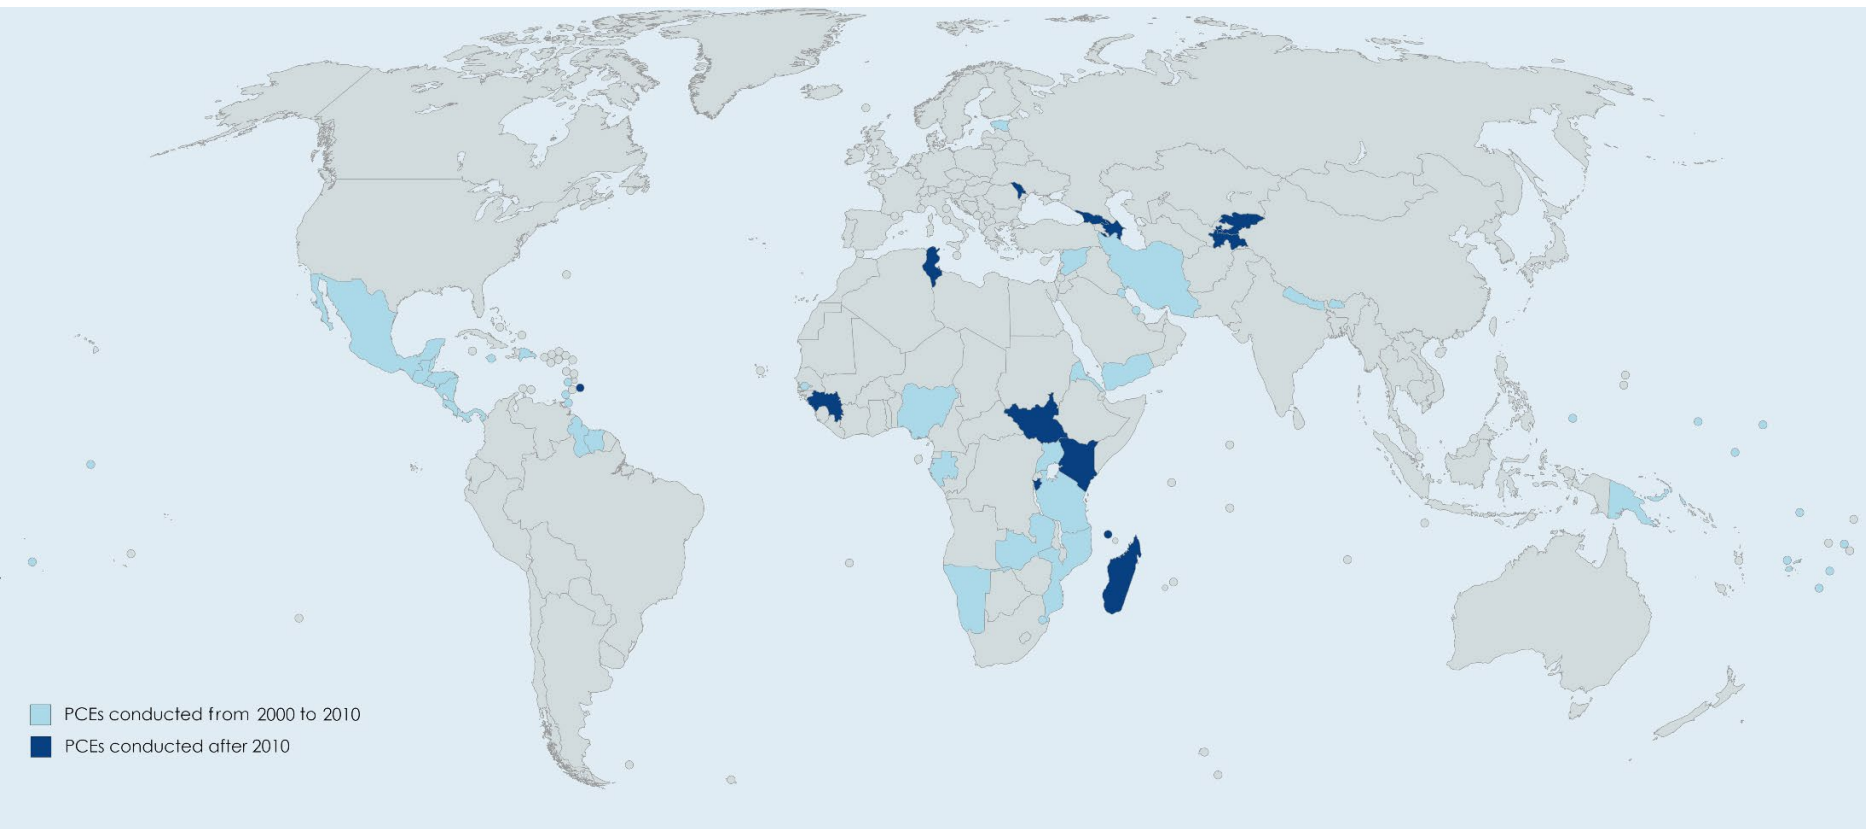 PCEs conducted from 2000 to 2010
PCEs conducted after 2010